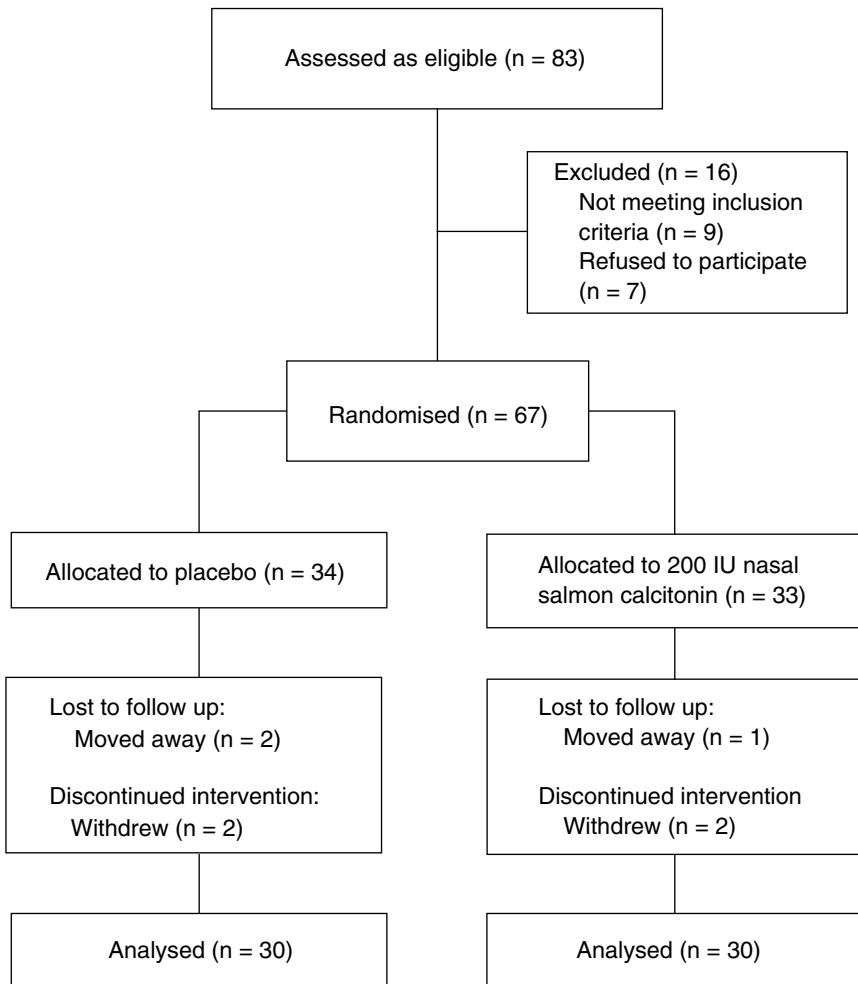 Assessed as eligible (n = 83)
Excluded (n = 16)
Not meeting inclusion
criteria (n = 9)
Refused to participate
(n = 7)
Randomised (n = 67)
Allocated to placebo (n = 34)
Allocated to 200 IU nasal
salmon calcitonin (n = 33)
Lost to follow up:
Moved away (n = 2)
Discontinued intervention:
Withdrew (n = 2)
Lost to follow up:
Moved away (n = 1)
Discontinued intervention
Withdrew (n = 2)
Analysed (n = 30)
Analysed (n = 30)